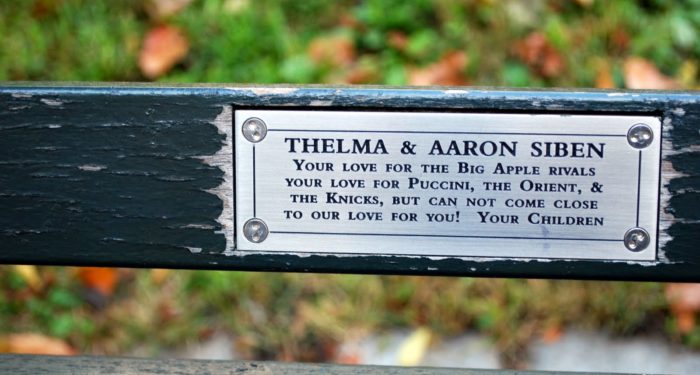 THELMA & AARON SIBEN
YOUR LOVE FOR THE BIG APPLE RIVALS
YOUR LOVE FOR PUCCINI, THE ORIENT, &
THE KNICKS, BUT CAN NOT COME CLOSE
TO OUR LOVE FOR YOU! YOUR CHILDREN